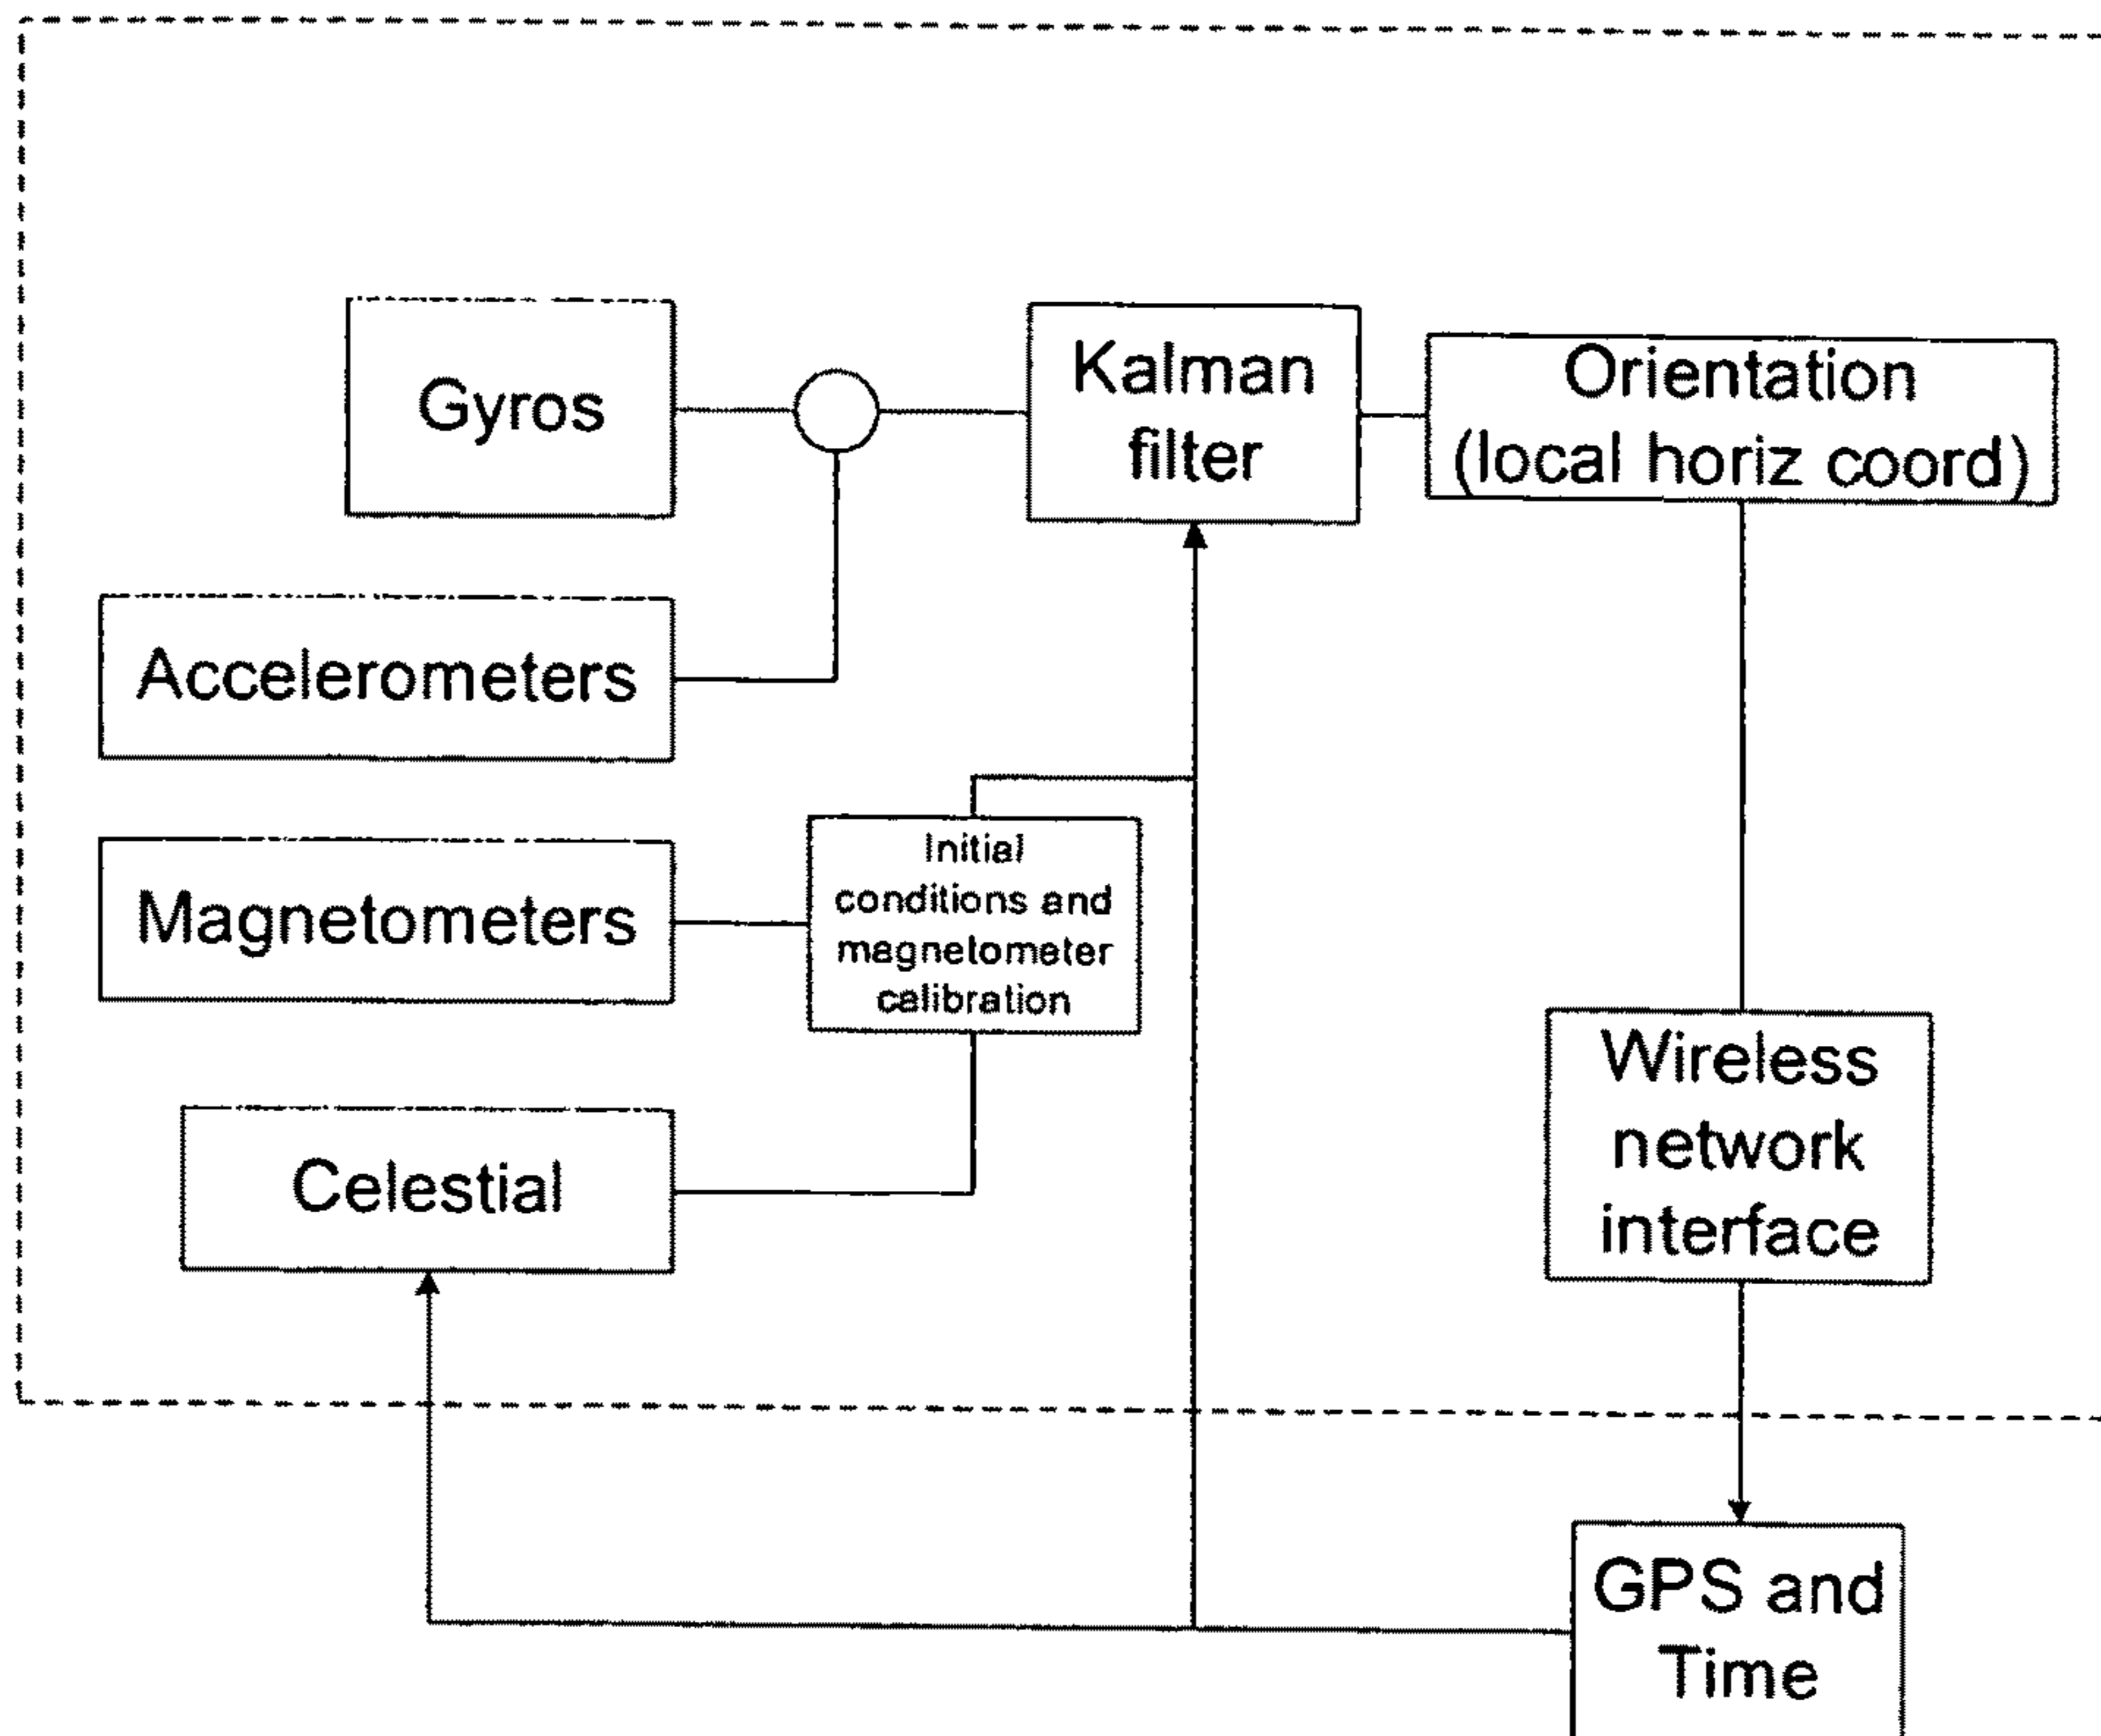 Gyros
Kalman
filter
Orientation
(local horiz coord)
Accelerometers
Magnetometers
Initial
conditions and
magnetometer
calibration
Celestial
Wireless
network
interface
GPS and
Time